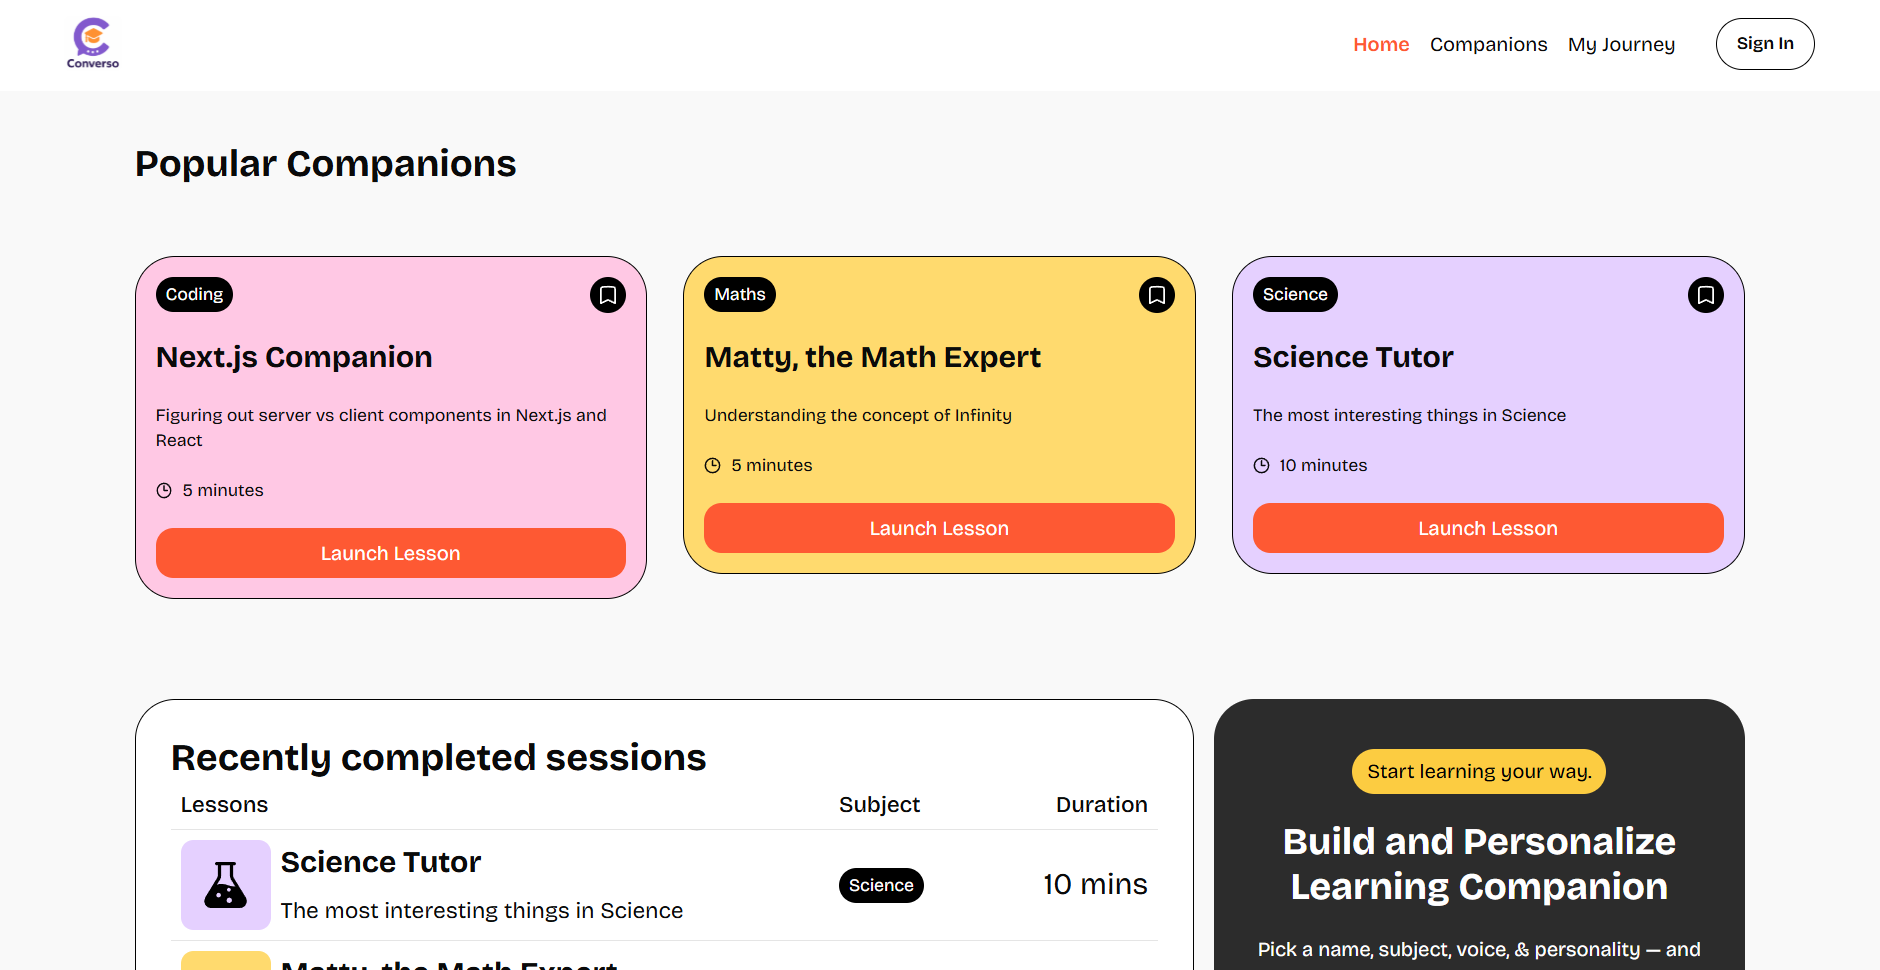 Converso
Home
Companions
My Journey
Sign In
Popular Companions
Coding
Next.js Companion
Figuring out server vs client components in Next.js and
React
5 minutes
Launch Lesson
Maths
Matty, the Math Expert
Understanding the concept of Infinity
5 minutes
Launch Lesson
Science
Science Tutor
The most interesting things in Science
10 minutes
Launch Lesson
Recently completed sessions
Lessons
Subject
Duration
Science Tutor
The most interesting things in Science
Science
10 mins
Matty, the Math Expert
Start learning your way.
Build and Personalize
Learning Companion
Pick a name, subject, voice, & personality — and